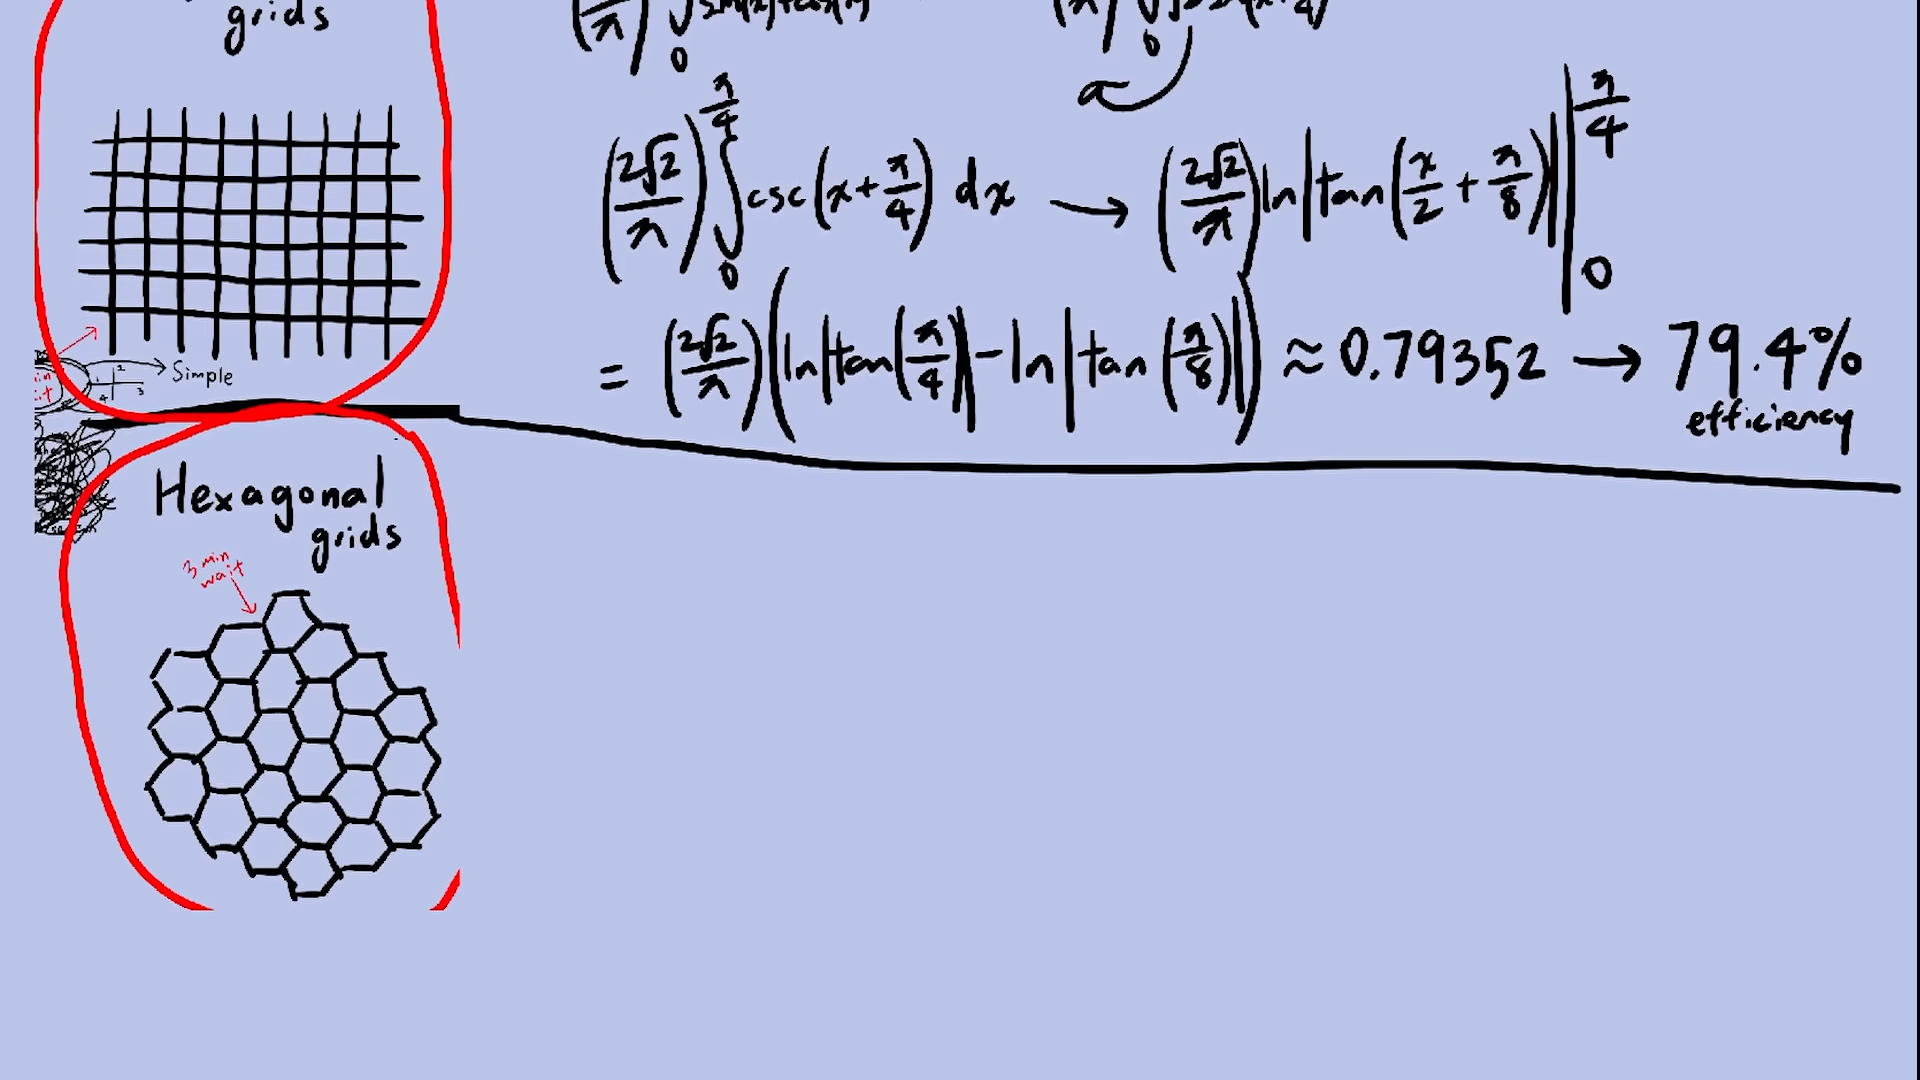 grids
(2√2/π) ∫₀^{π/4} csc(x+π/4) dx → (2√2/π) ln|tan(x/2 + π/8)| |₀^{π/4}
= (2√2/π)(ln|tan(π/4)| - ln|tan(π/8)|) ≈ 0.79352 → 79.4%
efficiency
Simple
Hexagonal
grids
3 min
wait